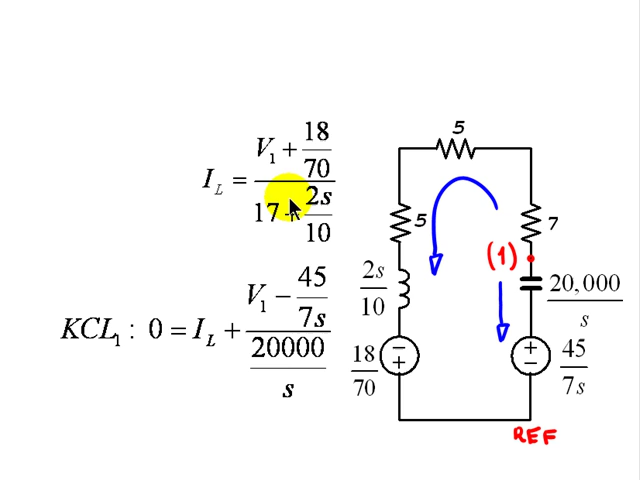 I_L = (V_1 + 18/70) / (17 + 2s/10)
KCL_1 : 0 = I_L + (V_1 − 45/7s) / (20000/s)
5
5
7
(1)
2s/10
20,000/s
18/70
− +
+ −
45/7s
REF